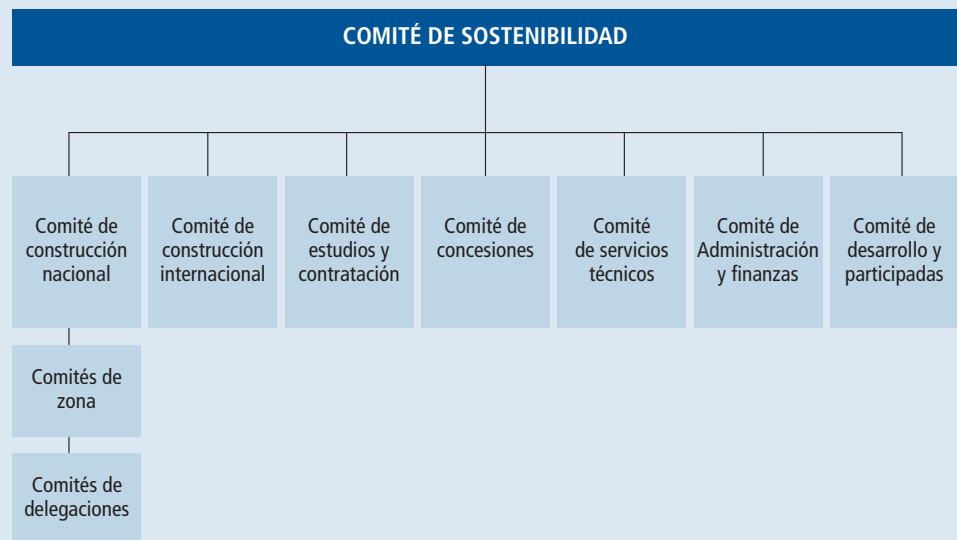 COMITÉ DE SOSTENIBILIDAD
Comité de
construcción
nacional
Comité de
construcción
internacional
Comité de
estudios y
contratación
Comité de
concesiones
Comité
de servicios
técnicos
Comité de
Administración
y finanzas
Comité de
desarrollo y
participadas
Comités de
zona
Comités de
delegaciones